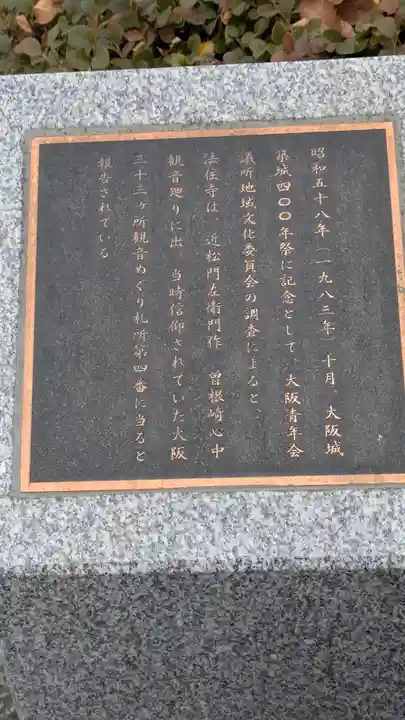 昭和五十八年(一九八三年)十月、大阪城
築城四〇〇年祭に記念として、大阪青年会
議所地域文化委員会の調査によると、
法住寺は、近松門左衛門作 曽根崎心中
観音廻りに出、当時信仰されていた大阪
三十三ヶ所観音めぐり札所第四番に当ると
報告されている